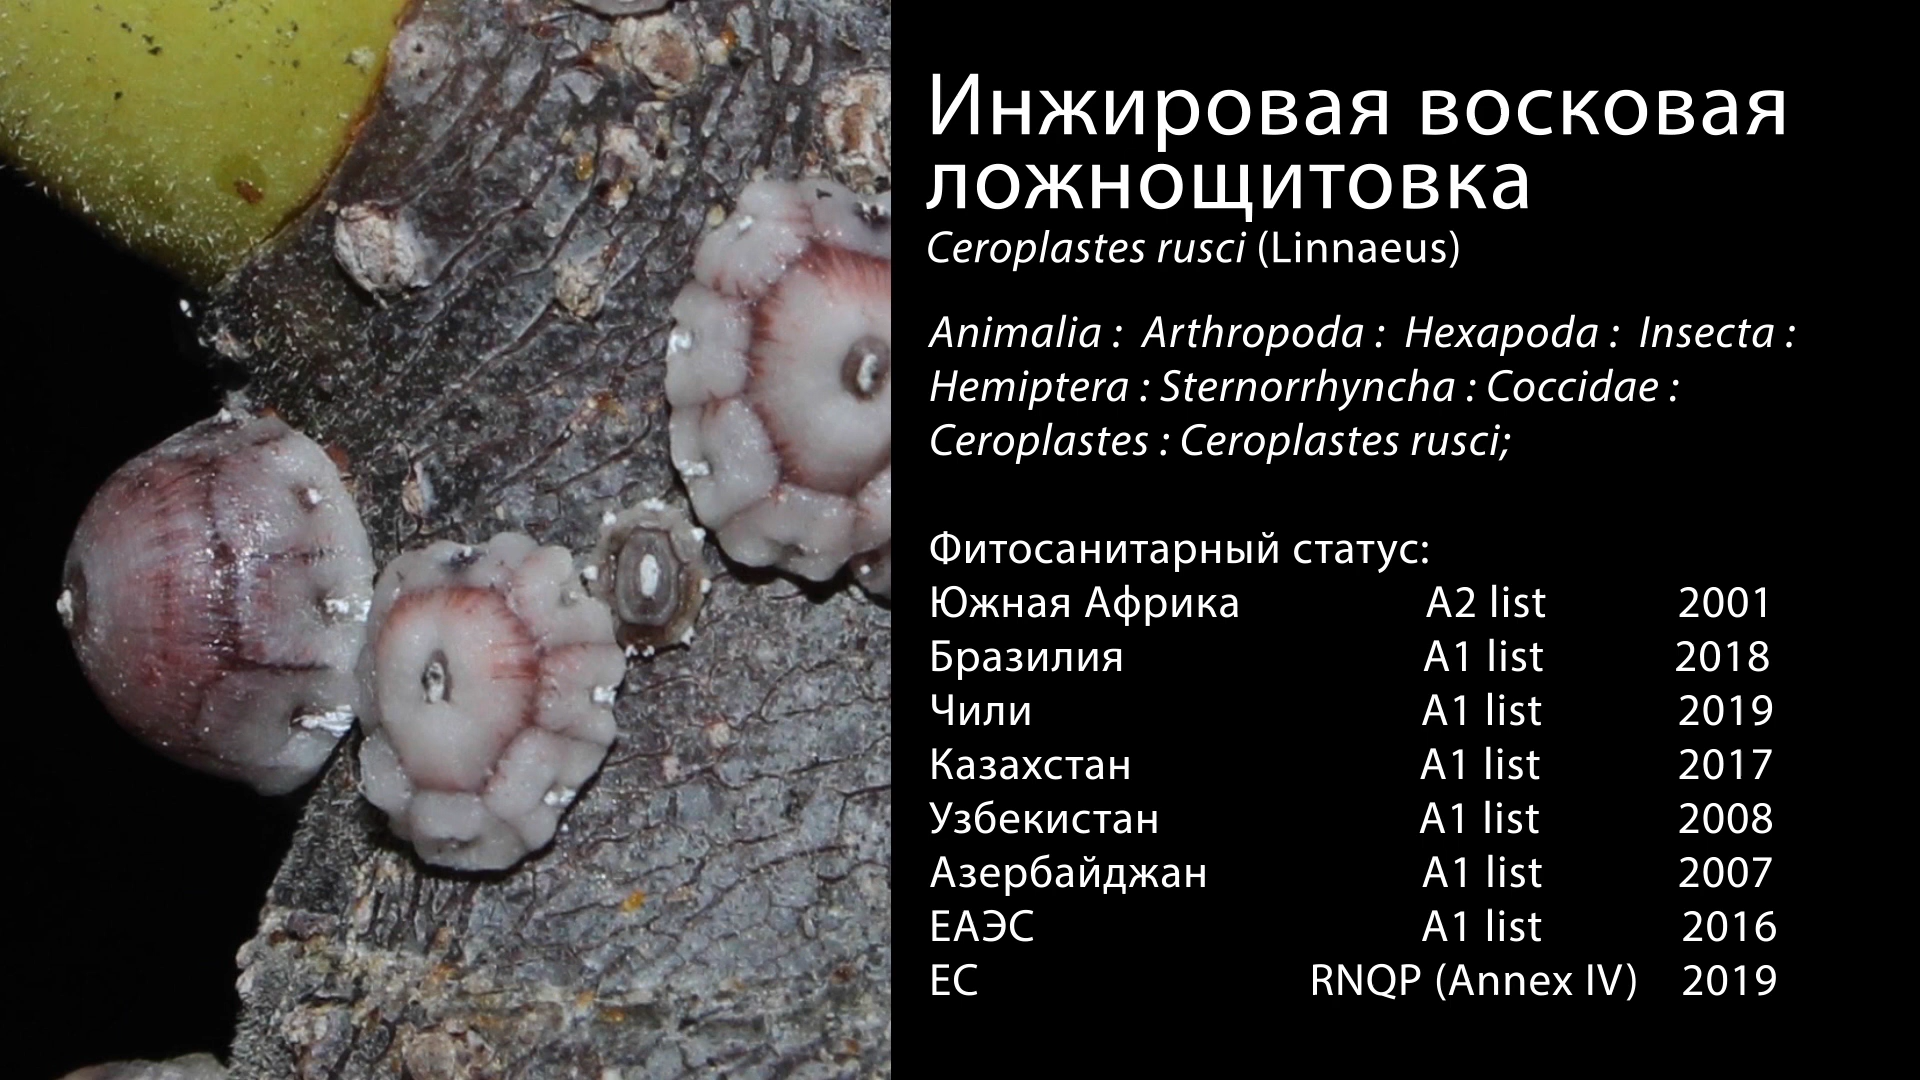 Инжировая восковая
ложнощитовка
Ceroplastes rusci (Linnaeus)
Animalia : Arthropoda : Hexapoda : Insecta :
Hemiptera : Sternorrhyncha : Coccidae :
Ceroplastes : Ceroplastes rusci;
Фитосанитарный статус:
Южная Африка A2 list 2001
Бразилия A1 list 2018
Чили A1 list 2019
Казахстан A1 list 2017
Узбекистан A1 list 2008
Азербайджан A1 list 2007
ЕАЭС A1 list 2016
ЕС RNQP (Annex IV) 2019